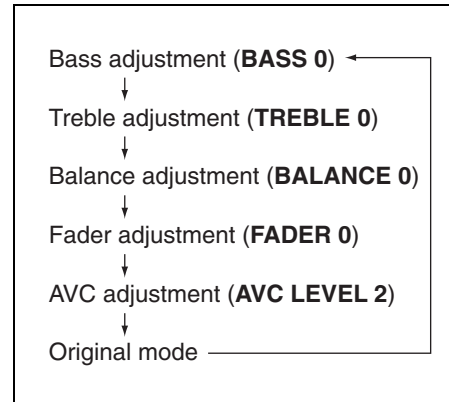 Bass adjustment (BASS 0)
Treble adjustment (TREBLE 0)
Balance adjustment (BALANCE 0)
Fader adjustment (FADER 0)
AVC adjustment (AVC LEVEL 2)
Original mode